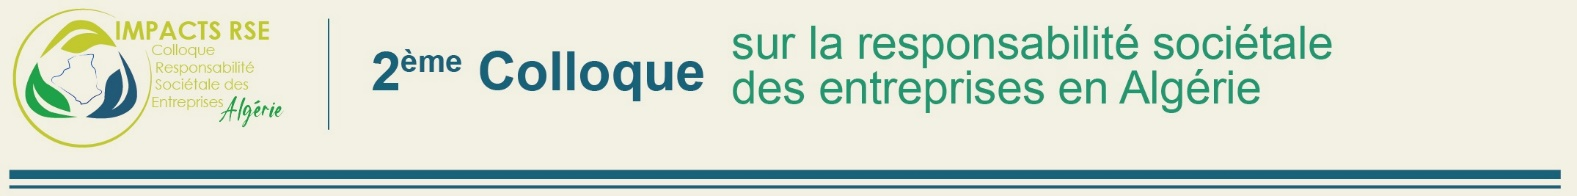 IMPACTS RSE
Colloque
Responsabilité
Sociétale des
Entreprises Algérie
2ème Colloque
sur la responsabilité sociétale
des entreprises en Algérie